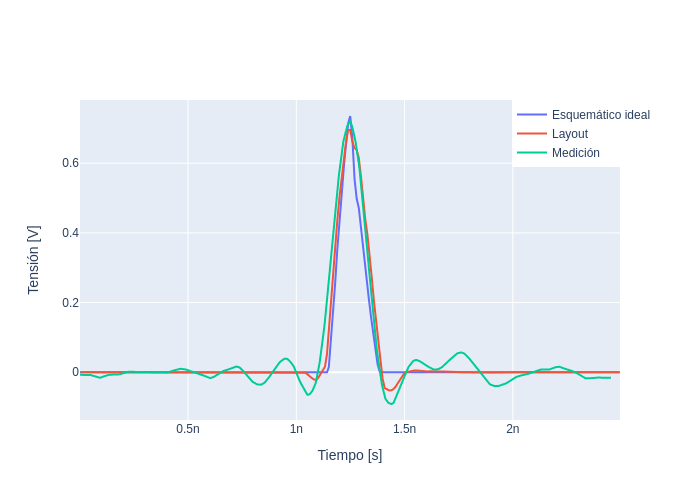 Esquemático ideal
Layout
Medición
Tensión [V]
0.6
0.4
0.2
0
0.5n
1n
1.5n
2n
Tiempo [s]